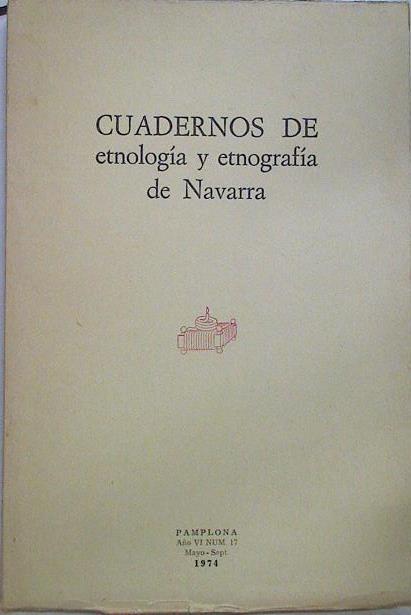 CUADERNOS DE
etnología y etnografía
de Navarra
PAMPLONA
Año VI NUM. 17
Mayo - Sept.
1974